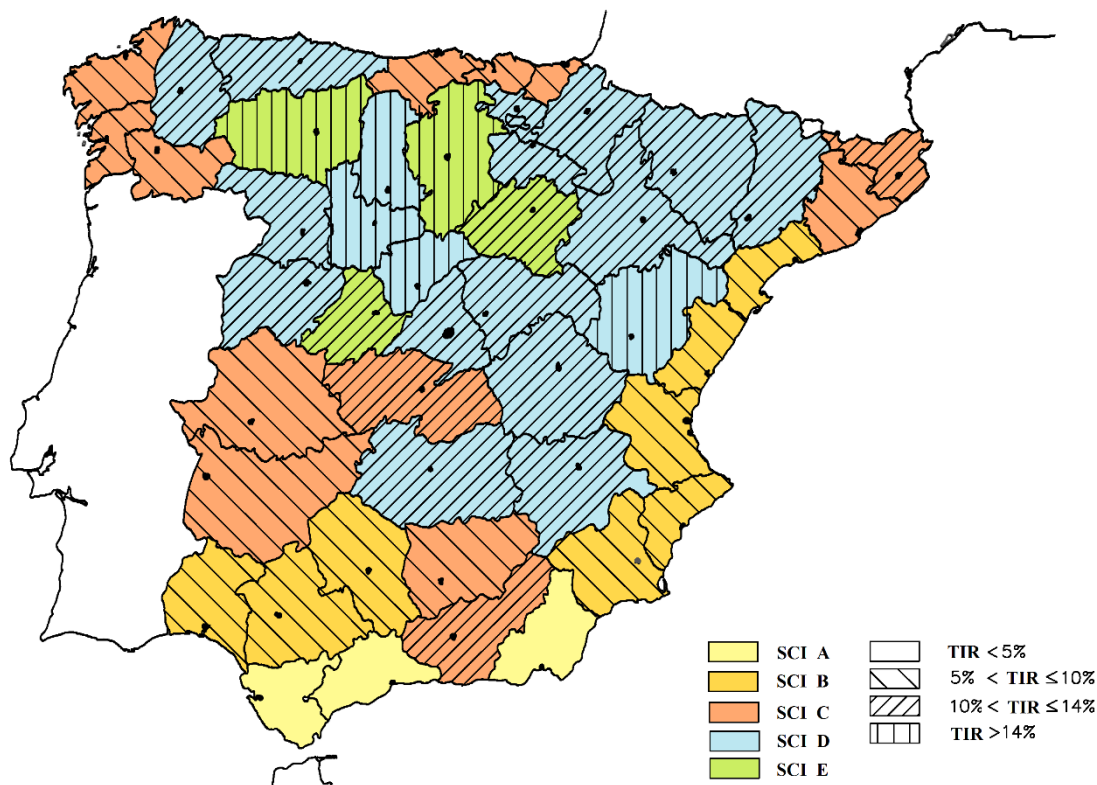 SCI A
SCI B
SCI C
SCI D
SCI E
TIR < 5%
5% < TIR ≤10%
10% < TIR ≤14%
TIR >14%